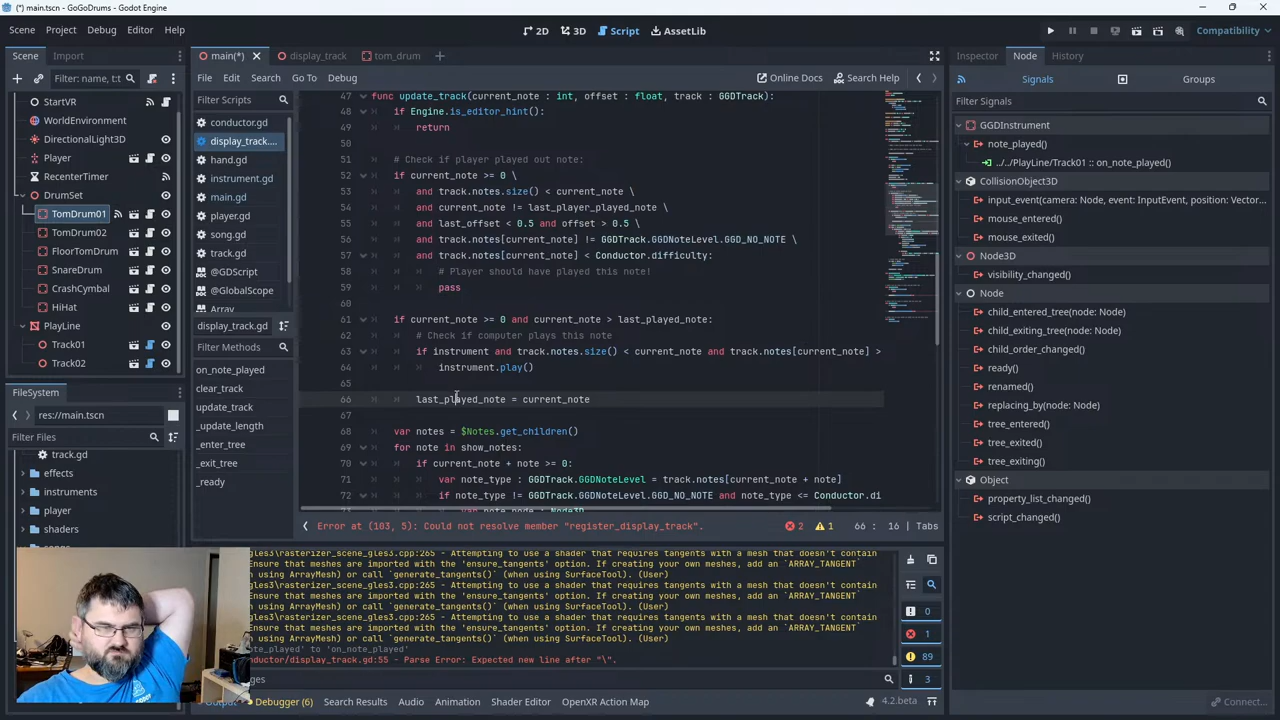 (*) main.tscn - GoGoDrums - Godot Engine
Scene Project Debug Editor Help
2D 3D Script AssetLib
Compatibility
Scene Import
main(*) display_track tom_drum
Inspector Node History
Filter: name, t:
File Edit Search Go To Debug
Online Docs Search Help
Signals Groups
StartVR
WorldEnvironment
DirectionalLight3D
Player
RecenterTimer
DrumSet
TomDrum01
TomDrum02
FloorTomDrum
SnareDrum
CrashCymbal
HiHat
PlayLine
Track01
Track02
FileSystem
res://main.tscn
Filter Files
track.gd
effects
instruments
player
shaders
Filter Scripts
conductor.gd
display_track....
hand.gd
instrument.gd
main.gd
player.gd
song.gd
track.gd
@GDScript
@GlobalScope
Array
display_track.gd
Filter Methods
on_note_played
clear_track
update_track
_update_length
_enter_tree
_exit_tree
_ready
47 func update_track(current_note : int, offset : float, track : GGDTrack):
48 if Engine.is_editor_hint():
49 return
50
51 # Check if player played out note:
52 if current_note >= 0 \
53 and track.notes.size() < current_note \
54 and current_note != last_player_played_note \
55 and last_offset < 0.5 and offset > 0.5
56 and track.notes[current_note] != GGDTrack.GGDNoteLevel.GGD_NO_NOTE \
57 and track.notes[current_note] < Conductor.difficulty:
58 # Player should have played this note!
59 pass
60
61 if current_note >= 0 and current_note > last_played_note:
62 # Check if computer plays this note
63 if instrument and track.notes.size() < current_note and track.notes[current_note] >
64 instrument.play()
65
66 last_played_note = current_note
67
68 var notes = $Notes.get_children()
69 for note in show_notes:
70 if current_note + note >= 0:
71 var note_type : GGDTrack.GGDNoteLevel = track.notes[current_note + note]
72 if note_type != GGDTrack.GGDNoteLevel.GGD_NO_NOTE and note_type <= Conductor.di
Error at (103, 5): Could not resolve member "register_display_track". 2 1 66 : 16 | Tabs
gles3\rasterizer_scene_gles3.cpp:265 - Attempting to use a shader that requires tangents with a mesh that doesn't contain
Ensure that meshes are imported with the 'ensure_tangents' option. If creating your own meshes, add an `ARRAY_TANGENT`
en using ArrayMesh) or call `generate_tangents()` (when using SurfaceTool). (User)
gles3\rasterizer_scene_gles3.cpp:265 - Attempting to use a shader that requires tangents with a mesh that doesn't contain
Ensure that meshes are imported with the 'ensure_tangents' option. If creating your own meshes, add an `ARRAY_TANGENT`
en using ArrayMesh) or call `generate_tangents()` (when using SurfaceTool). (User)
gles3\rasterizer_scene_gles3.cpp:265 - Attempting to use a shader that requires tangents with a mesh that doesn't contain
Ensure that meshes are imported with the 'ensure_tangents' option. If creating your own meshes, add an `ARRAY_TANGENT`
en using ArrayMesh) or call `generate_tangents()` (when using SurfaceTool). (User)
ote_played' to 'on_note_played'
nductor/display_track.gd:55 - Parse Error: Expected new line after "\".
0
1
89
3
ages
Output Debugger (6) Search Results Audio Animation Shader Editor OpenXR Action Map
4.2.beta
Filter Signals
GGDInstrument
note_played()
../../PlayLine/Track01 :: on_note_played()
CollisionObject3D
input_event(camera: Node, event: InputEvent, position: Vector...
mouse_entered()
mouse_exited()
Node3D
visibility_changed()
Node
child_entered_tree(node: Node)
child_exiting_tree(node: Node)
child_order_changed()
ready()
renamed()
replacing_by(node: Node)
tree_entered()
tree_exited()
tree_exiting()
Object
property_list_changed()
script_changed()
Connect...